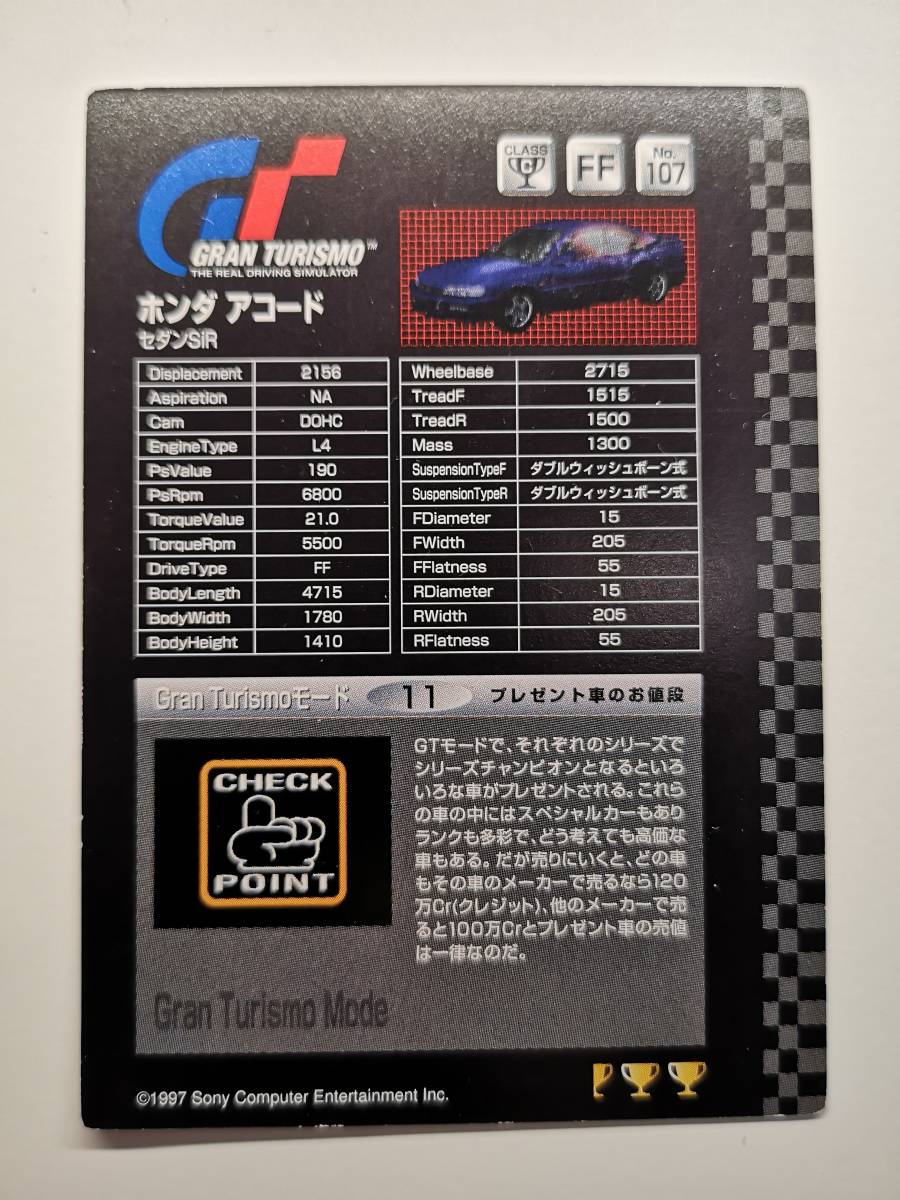 CLASS
C
FF
No.
107
GRAN TURISMO™
THE REAL DRIVING SIMULATOR
ホンダ アコード
セダンSiR
Displacement 2156
Aspiration NA
Cam DOHC
EngineType L4
PsValue 190
PsRpm 6800
TorqueValue 21.0
TorqueRpm 5500
DriveType FF
BodyLength 4715
BodyWidth 1780
BodyHeight 1410
Wheelbase 2715
TreadF 1515
TreadR 1500
Mass 1300
SuspensionTypeF ダブルウィッシュボーン式
SuspensionTypeR ダブルウィッシュボーン式
FDiameter 15
FWidth 205
FFlatness 55
RDiameter 15
RWidth 205
RFlatness 55
Gran Turismoモード 11 プレゼント車のお値段
CHECK
POINT
GTモードで、それぞれのシリーズで
シリーズチャンピオンとなるといろ
いろな車がプレゼントされる。これら
の車の中にはスペシャルカーもあり
ランクも多彩で、どう考えても高価な
車もある。だが売りにいくと、どの車
もその車のメーカーで売るなら120
万Cr(クレジット)、他のメーカーで売
ると100万Crとプレゼント車の売値
は一律なのだ。
Gran Turismo Mode
©1997 Sony Computer Entertainment Inc.